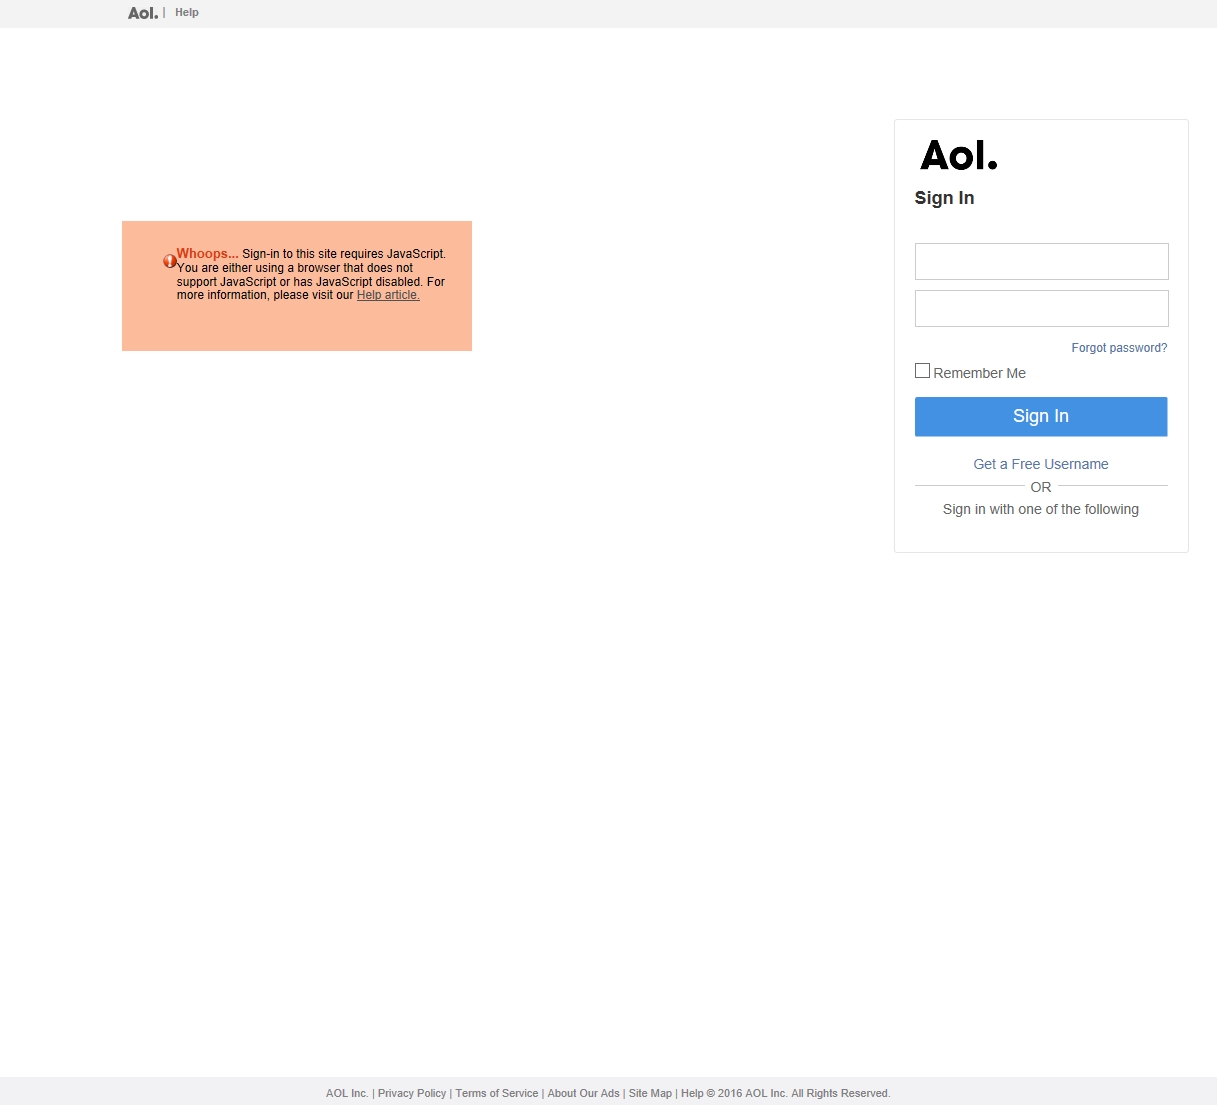 Aol. | Help
Aol.
Sign In
Whoops... Sign-in to this site requires JavaScript.
You are either using a browser that does not
support JavaScript or has JavaScript disabled. For
more information, please visit our Help article.
Forgot password?
Remember Me
Sign In
Get a Free Username
OR
Sign in with one of the following
AOL Inc. | Privacy Policy | Terms of Service | About Our Ads | Site Map | Help © 2016 AOL Inc. All Rights Reserved.